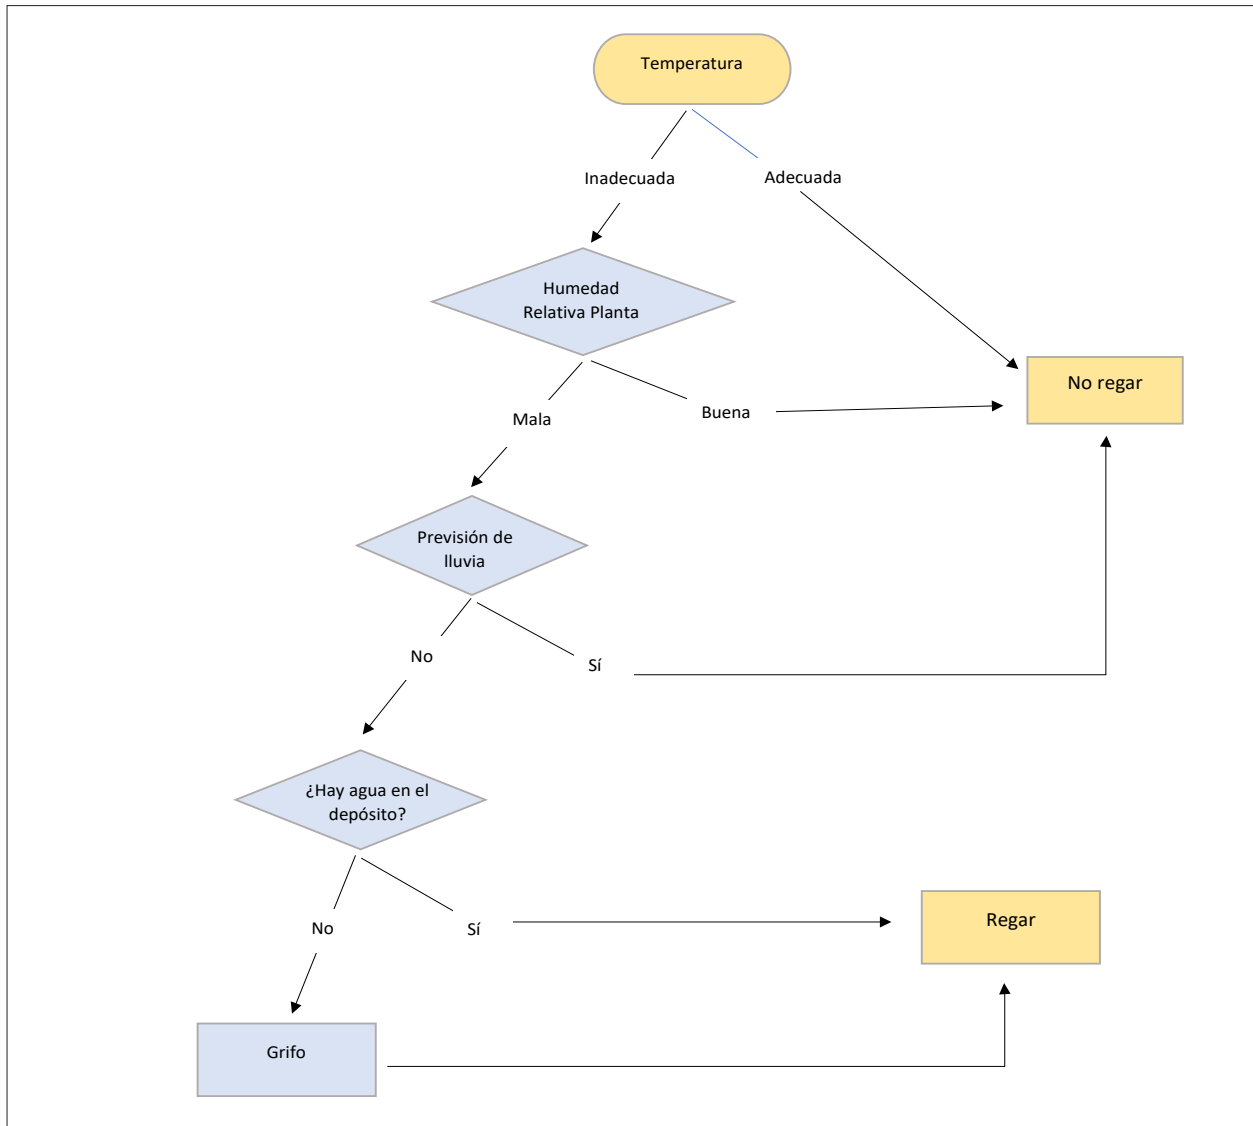 Temperatura
Inadecuada
Adecuada
Humedad
Relativa Planta
No regar
Mala
Buena
Previsión de
lluvia
No
Sí
¿Hay agua en el
depósito?
No
Sí
Regar
Grifo